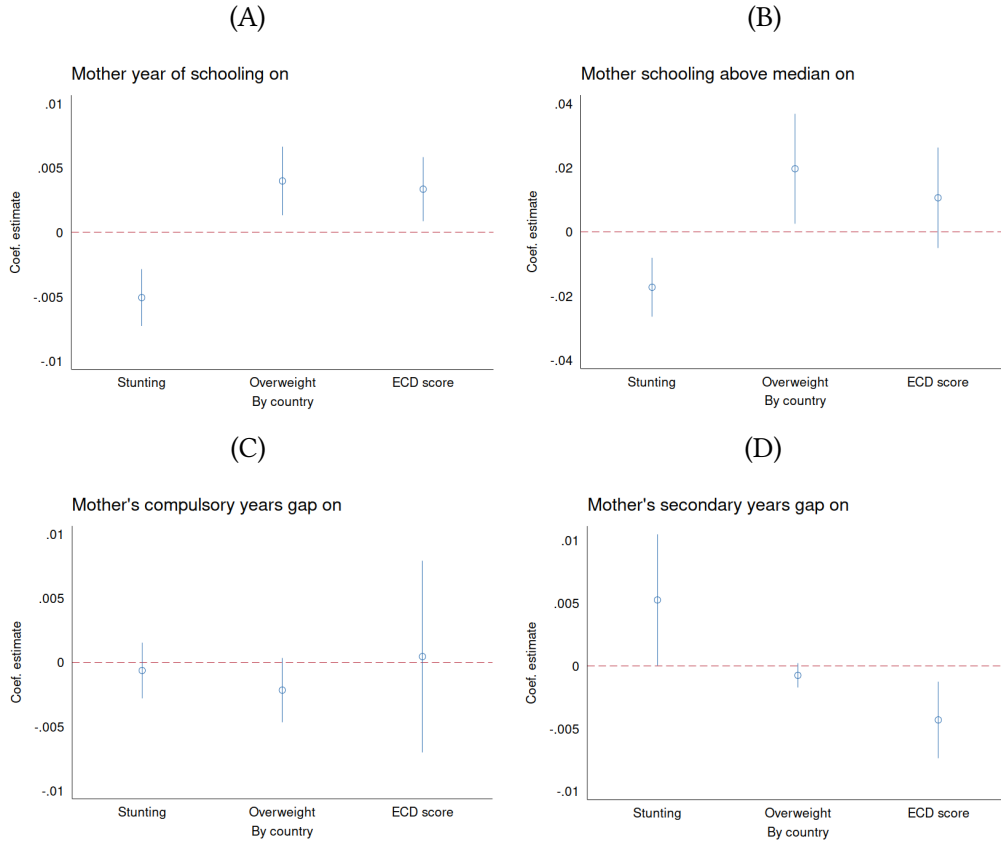 (A)
Mother year of schooling on
Coef. estimate
.01
.005
0
-.005
-.01
Stunting Overweight ECD score
By country
(B)
Mother schooling above median on
Coef. estimate
.04
.02
0
-.02
-.04
Stunting Overweight ECD score
By country
(C)
Mother's compulsory years gap on
Coef. estimate
.01
.005
0
-.005
-.01
Stunting Overweight ECD score
By country
(D)
Mother's secondary years gap on
Coef. estimate
.01
.005
0
-.005
-.01
Stunting Overweight ECD score
By country